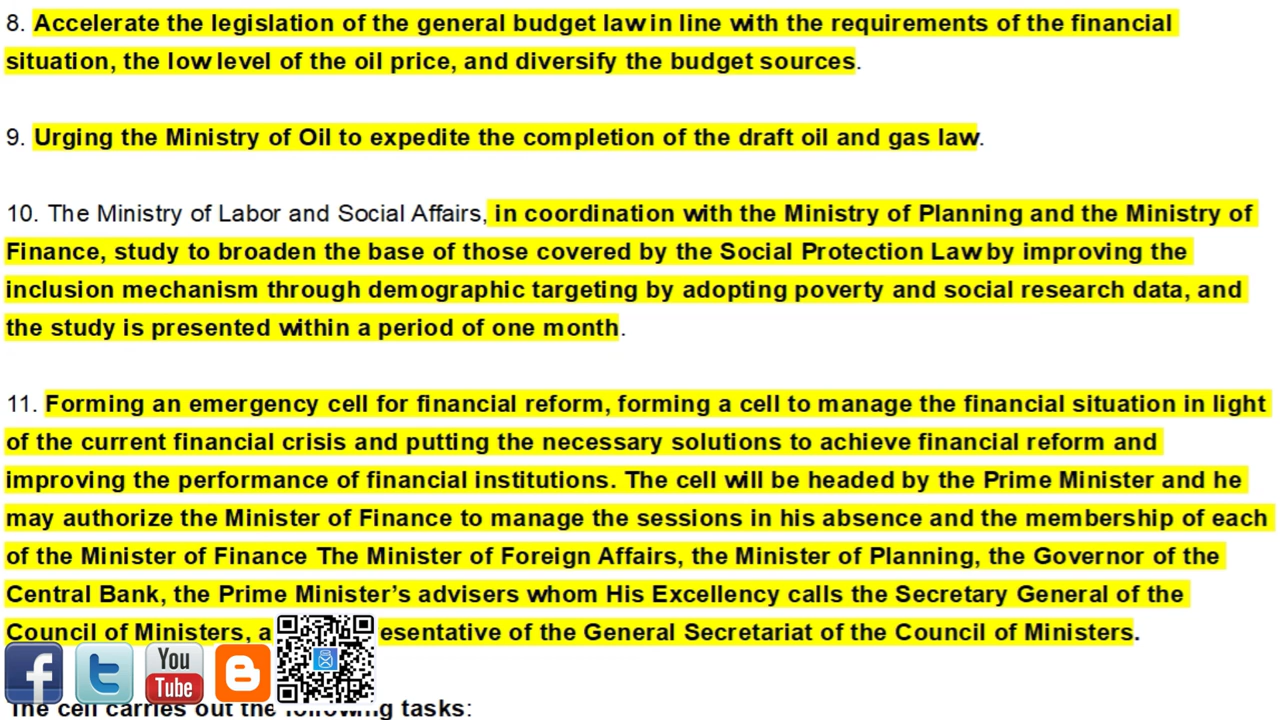 8. Accelerate the legislation of the general budget law in line with the requirements of the financial
situation, the low level of the oil price, and diversify the budget sources.
9. Urging the Ministry of Oil to expedite the completion of the draft oil and gas law.
10. The Ministry of Labor and Social Affairs, in coordination with the Ministry of Planning and the Ministry of
Finance, study to broaden the base of those covered by the Social Protection Law by improving the
inclusion mechanism through demographic targeting by adopting poverty and social research data, and
the study is presented within a period of one month.
11. Forming an emergency cell for financial reform, forming a cell to manage the financial situation in light
of the current financial crisis and putting the necessary solutions to achieve financial reform and
improving the performance of financial institutions. The cell will be headed by the Prime Minister and he
may authorize the Minister of Finance to manage the sessions in his absence and the membership of each
of the Minister of Finance The Minister of Foreign Affairs, the Minister of Planning, the Governor of the
Central Bank, the Prime Minister’s advisers whom His Excellency calls the Secretary General of the
Council of Ministers, a esentative of the General Secretariat of the Council of Ministers.
You
Tube
The cell carries out the following tasks: